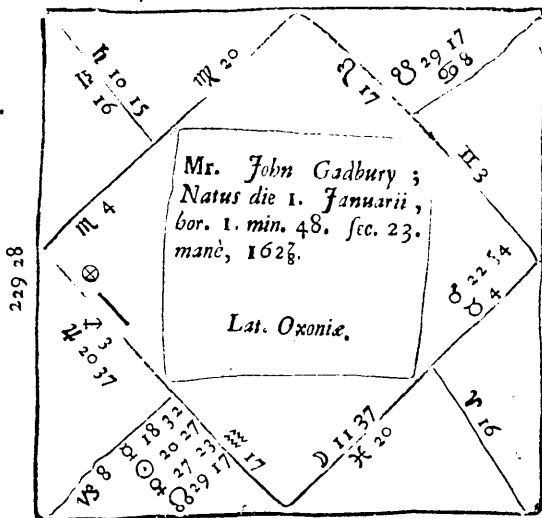 Mr. John Gadbury ;
Natus die 1. Januarii ,
hor. 1. min. 48. ſec. 23.
manè, 162⅞.
Lat. Oxoniæ.
♄ 10 15
♎ 16
♍ 20
♌ 17
☋ 29 17
♋ 8
♊ 3
♏ 4
229 28
⊗
♐ 3
♃ 20 37
♂ 22 54
♉ 4
♈ 16
☽ 11 37
♓ 20
♒ 17
☿ 18 32
☉ 20 27
♀ 27 23
☊ 29 17
♑ 8